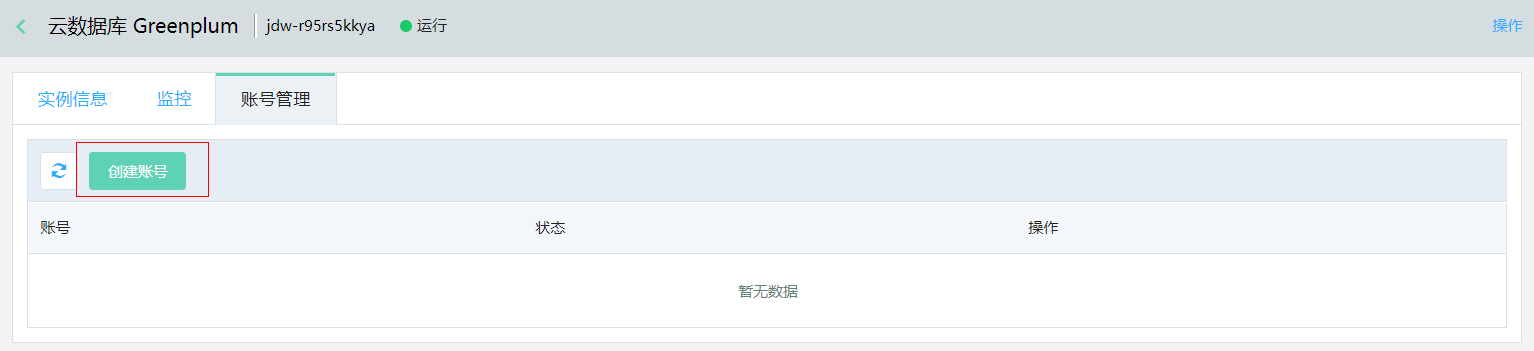 云数据库 Greenplum jdw-r95rs5kkya 运行 操作
实例信息 监控 账号管理
创建账号
账号 状态 操作
暂无数据